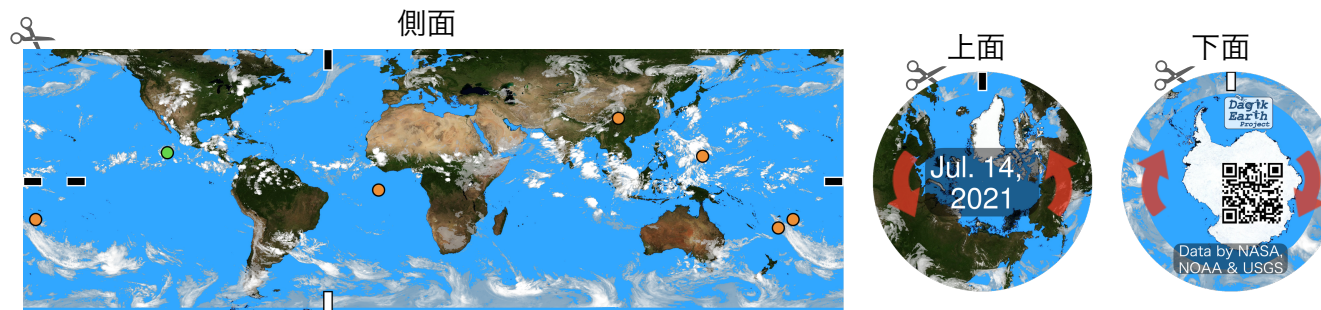 側面
上面
下面
Jul. 14,
2021
Dagik
Earth
Project
Data by NASA,
NOAA & USGS